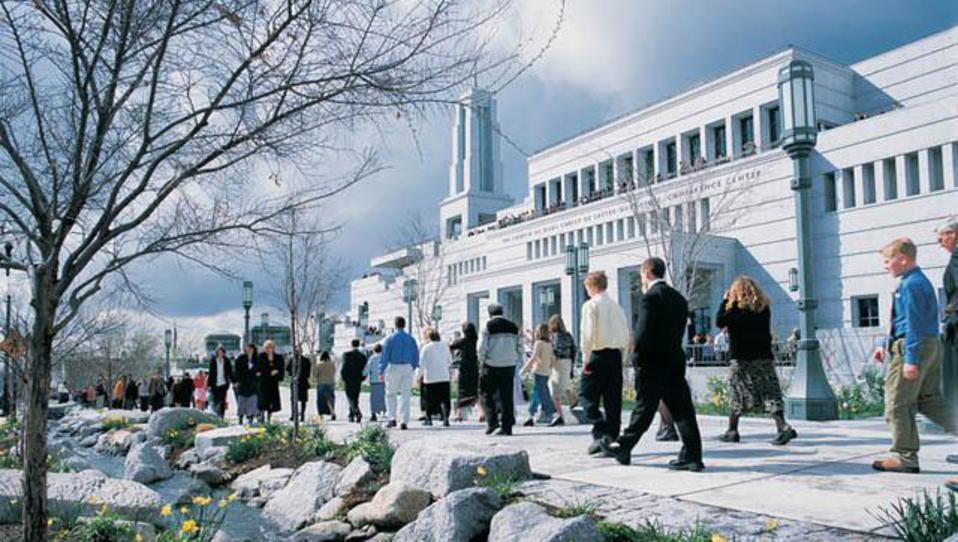 THE CHURCH OF JESUS CHRIST OF LATTER-DAY SAINTS CONFERENCE CENTER